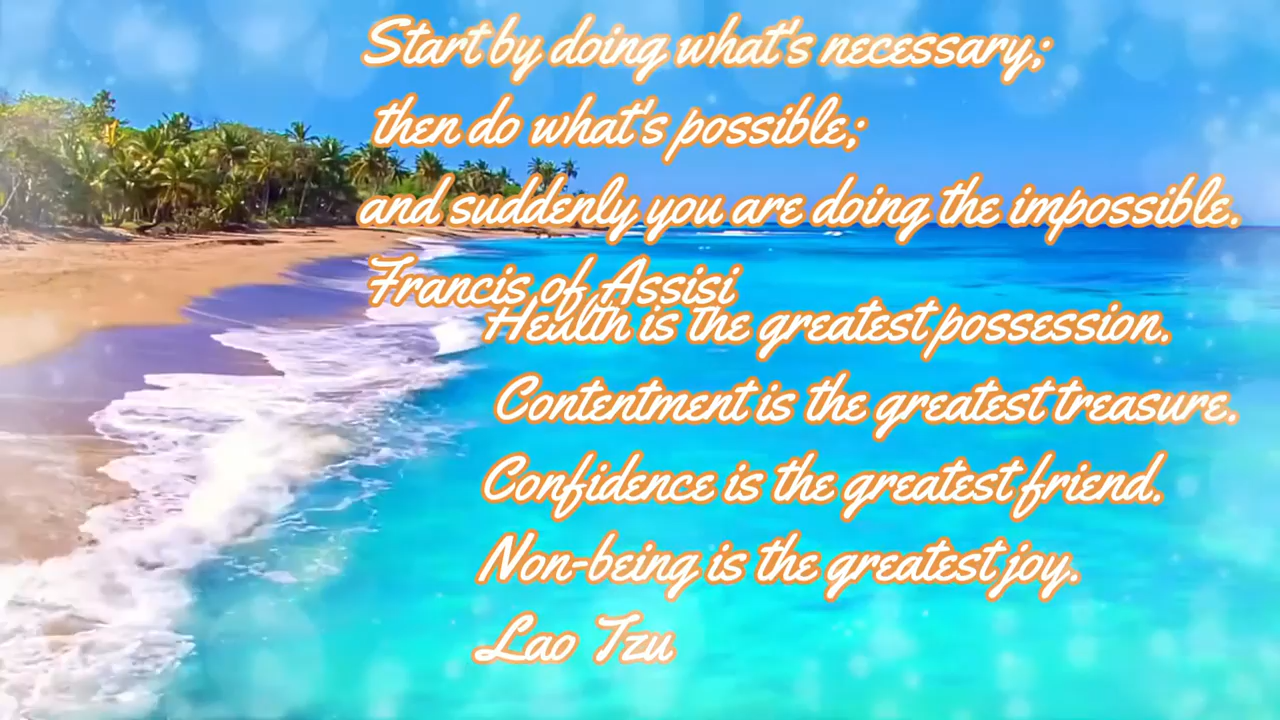 Start by doing what's necessary;
then do what's possible;
and suddenly you are doing the impossible.
Francis of Assisi
Health is the greatest possession.
Contentment is the greatest treasure.
Confidence is the greatest friend.
Non-being is the greatest joy.
Lao Tzu